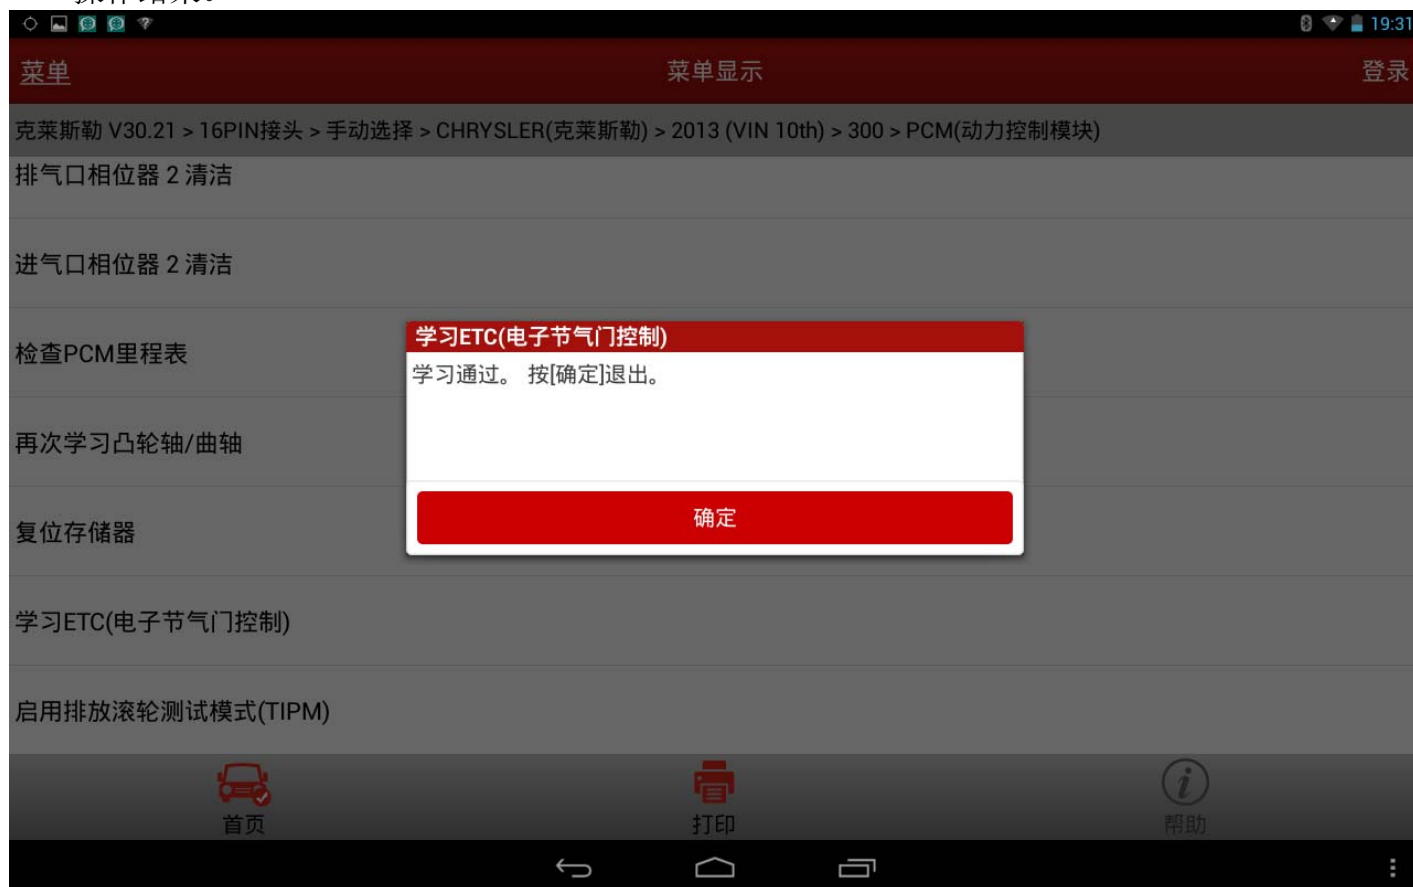 操作结果。
19:31
菜单
菜单显示
登录
克莱斯勒 V30.21 > 16PIN接头 > 手动选择 > CHRYSLER(克莱斯勒) > 2013 (VIN 10th) > 300 > PCM(动力控制模块)
排气口相位器 2 清洁
进气口相位器 2 清洁
检查PCM里程表
再次学习凸轮轴/曲轴
复位存储器
学习ETC(电子节气门控制)
启用排放滚轮测试模式(TIPM)
学习ETC(电子节气门控制)
学习通过。 按[确定]退出。
确定
首页
打印
帮助